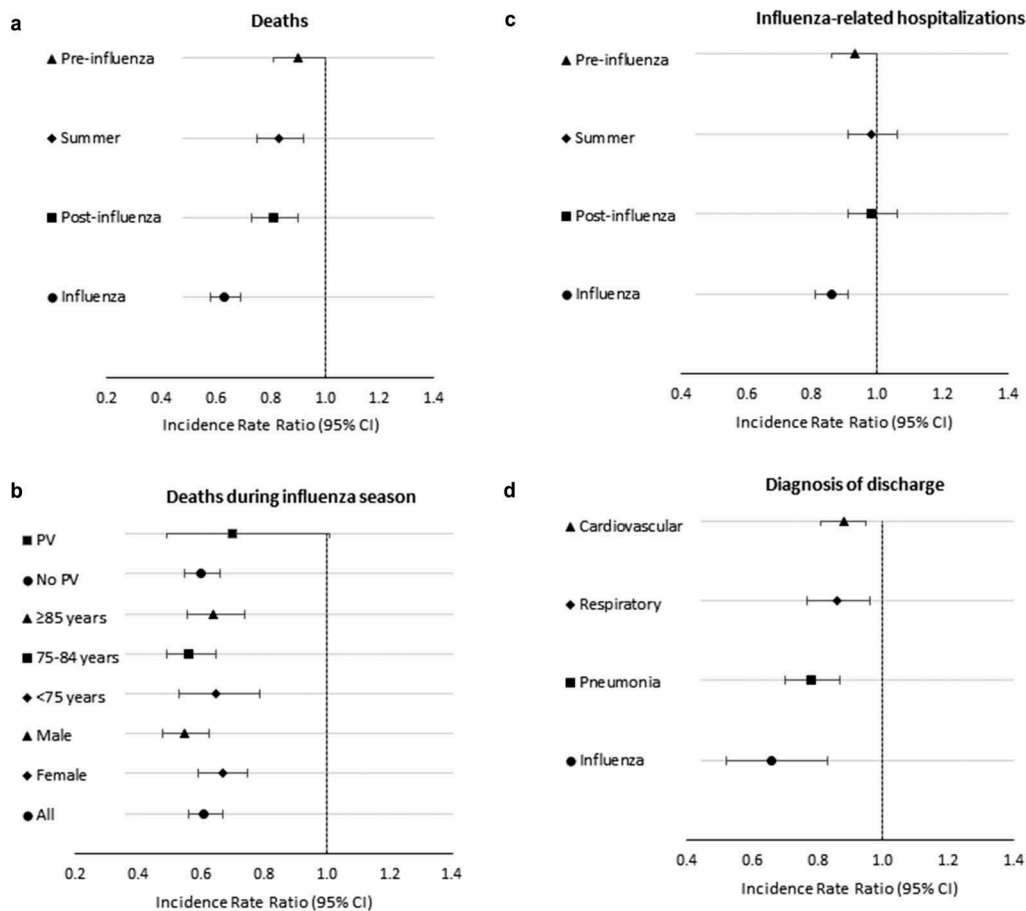 a
Deaths
Pre-influenza
Summer
Post-influenza
Influenza
0.2 0.4 0.6 0.8 1.0 1.2 1.4
Incidence Rate Ratio (95% CI)
b
Deaths during influenza season
PV
No PV
≥85 years
75-84 years
<75 years
Male
Female
All
0.2 0.4 0.6 0.8 1.0 1.2 1.4
Incidence Rate Ratio (95% CI)
c
Influenza-related hospitalizations
Pre-influenza
Summer
Post-influenza
Influenza
0.4 0.6 0.8 1.0 1.2 1.4
Incidence Rate Ratio (95% CI)
d
Diagnosis of discharge
Cardiovascular
Respiratory
Pneumonia
Influenza
0.4 0.6 0.8 1.0 1.2 1.4
Incidence Rate Ratio (95% CI)